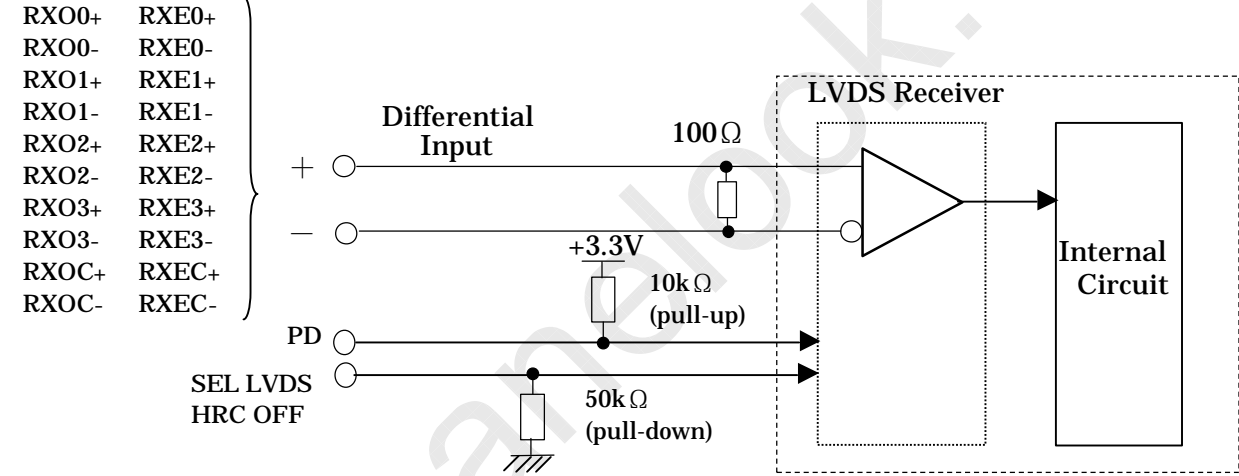 RXO0+ RXE0+
RXO0- RXE0-
RXO1+ RXE1+
RXO1- RXE1-
RXO2+ RXE2+
RXO2- RXE2-
RXO3+ RXE3+
RXO3- RXE3-
RXOC+ RXEC+
RXOC- RXEC-
Differential
Input
+
−
100Ω
LVDS Receiver
+3.3V
10kΩ
(pull-up)
PD
SEL LVDS
HRC OFF
50kΩ
(pull-down)
Internal
Circuit
anelook.